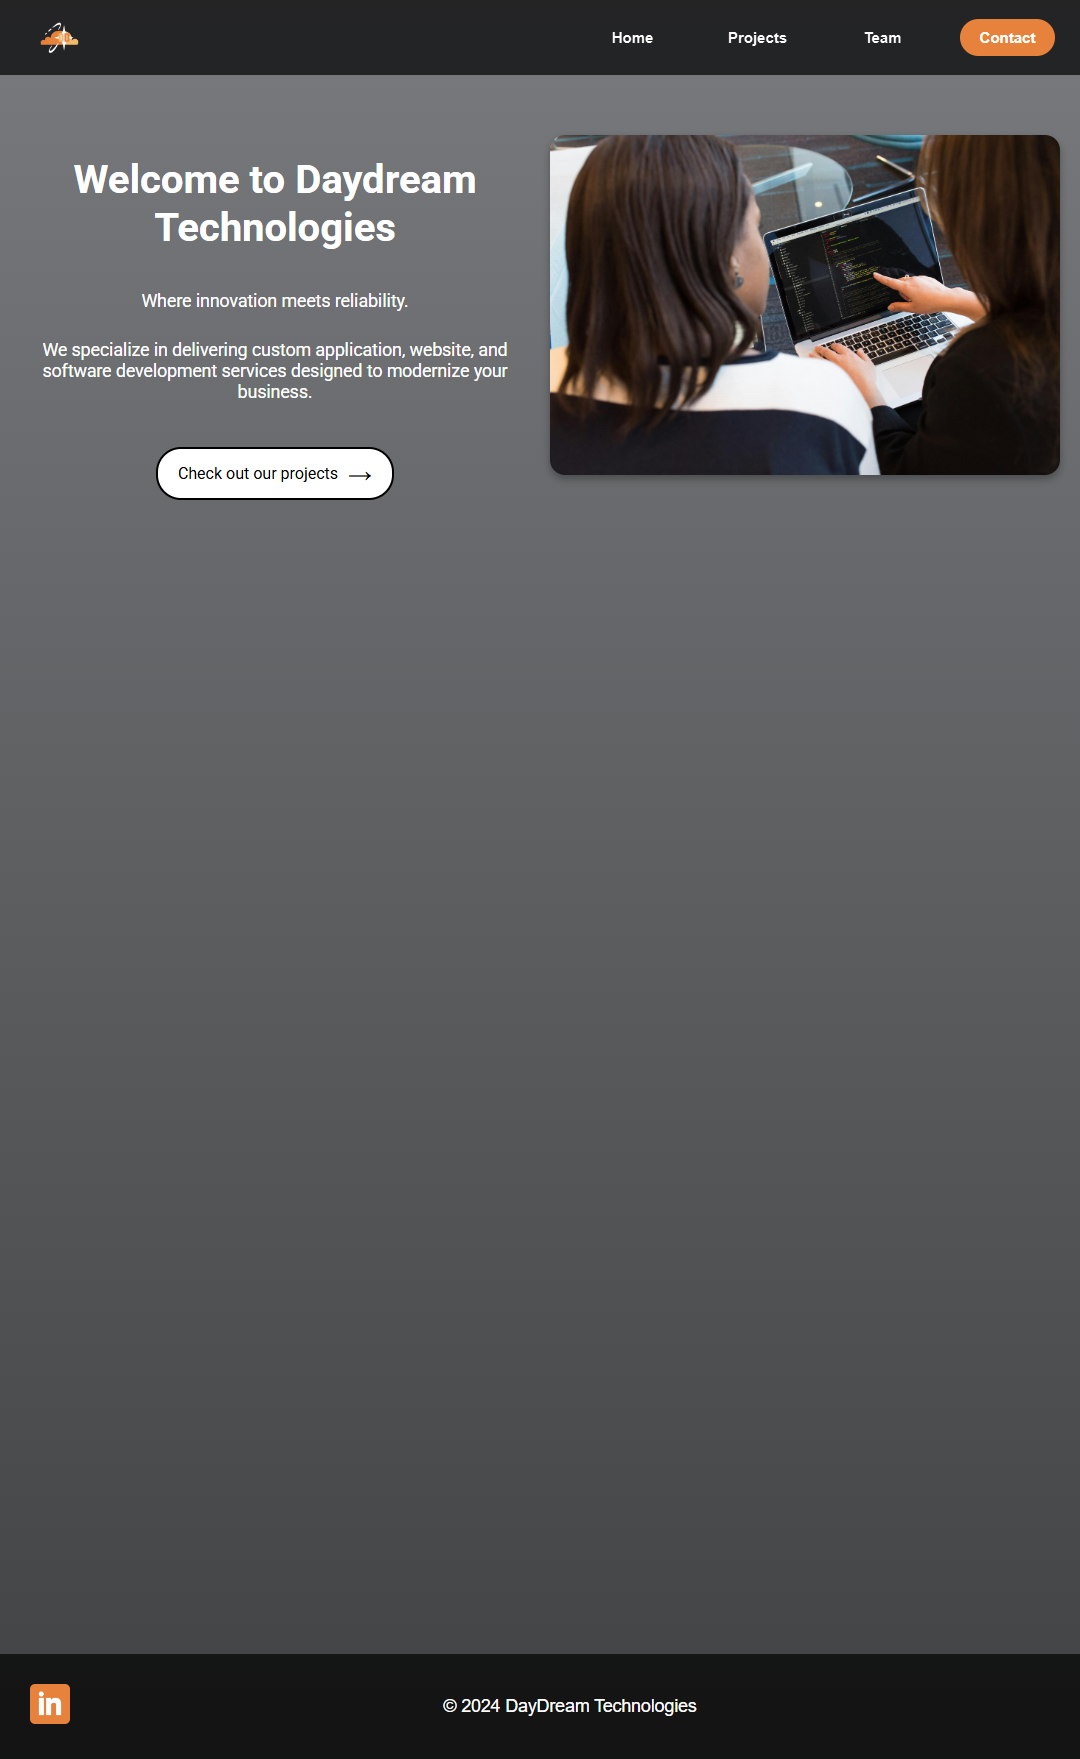 Home
Projects
Team
Contact
Welcome to Daydream
Technologies
Where innovation meets reliability.
We specialize in delivering custom application, website, and
software development services designed to modernize your
business.
Check out our projects →
in
© 2024 DayDream Technologies